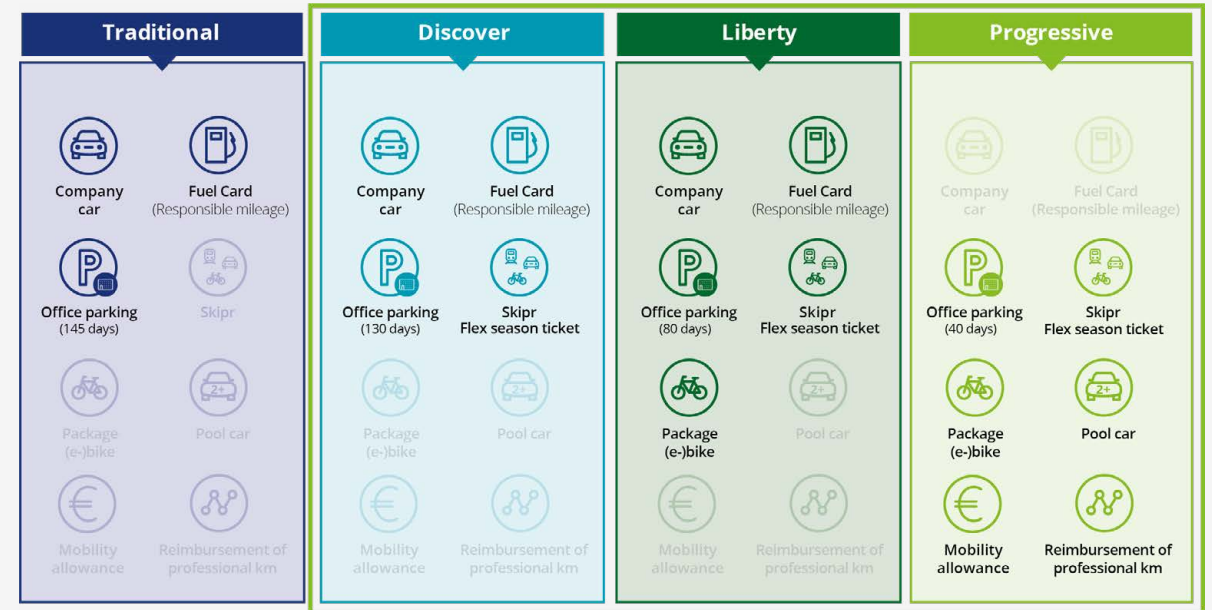 Traditional
Company
car
Fuel Card
(Responsible mileage)
Office parking
(145 days)
Skipr
Package
(e-)bike
2+
Pool car
Mobility
allowance
Reimbursement of
professional km
Discover
Company
car
Fuel Card
(Responsible mileage)
Office parking
(130 days)
Skipr
Flex season ticket
Package
(e-)bike
2+
Pool car
Mobility
allowance
Reimbursement of
professional km
Liberty
Company
car
Fuel Card
(Responsible mileage)
Office parking
(80 days)
Skipr
Flex season ticket
Package
(e-)bike
2+
Pool car
Mobility
allowance
Reimbursement of
professional km
Progressive
Company
car
Fuel Card
(Responsible mileage)
Office parking
(40 days)
Skipr
Flex season ticket
Package
(e-)bike
2+
Pool car
Mobility
allowance
Reimbursement of
professional km